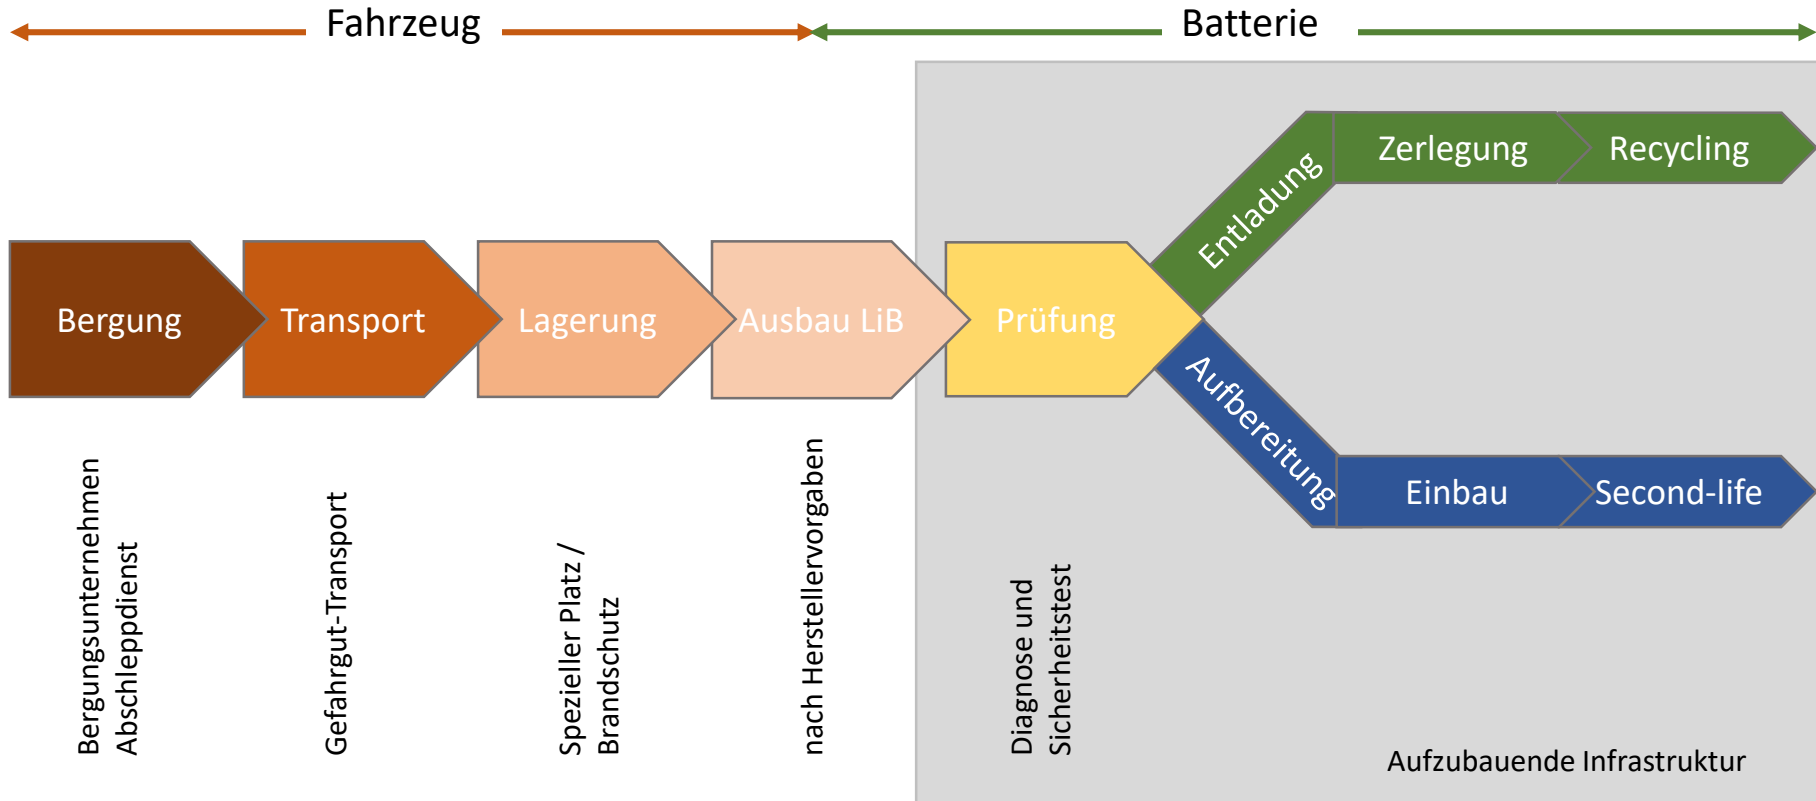 Fahrzeug
Batterie
Bergung
Transport
Lagerung
Ausbau LiB
Prüfung
Entladung
Zerlegung
Recycling
Aufbereitung
Einbau
Second-life
Bergungsunternehmen
Abschleppdienst
Gefahrgut-Transport
Spezieller Platz /
Brandschutz
nach Herstellervorgaben
Diagnose und
Sicherheitstest
Aufzubauende Infrastruktur